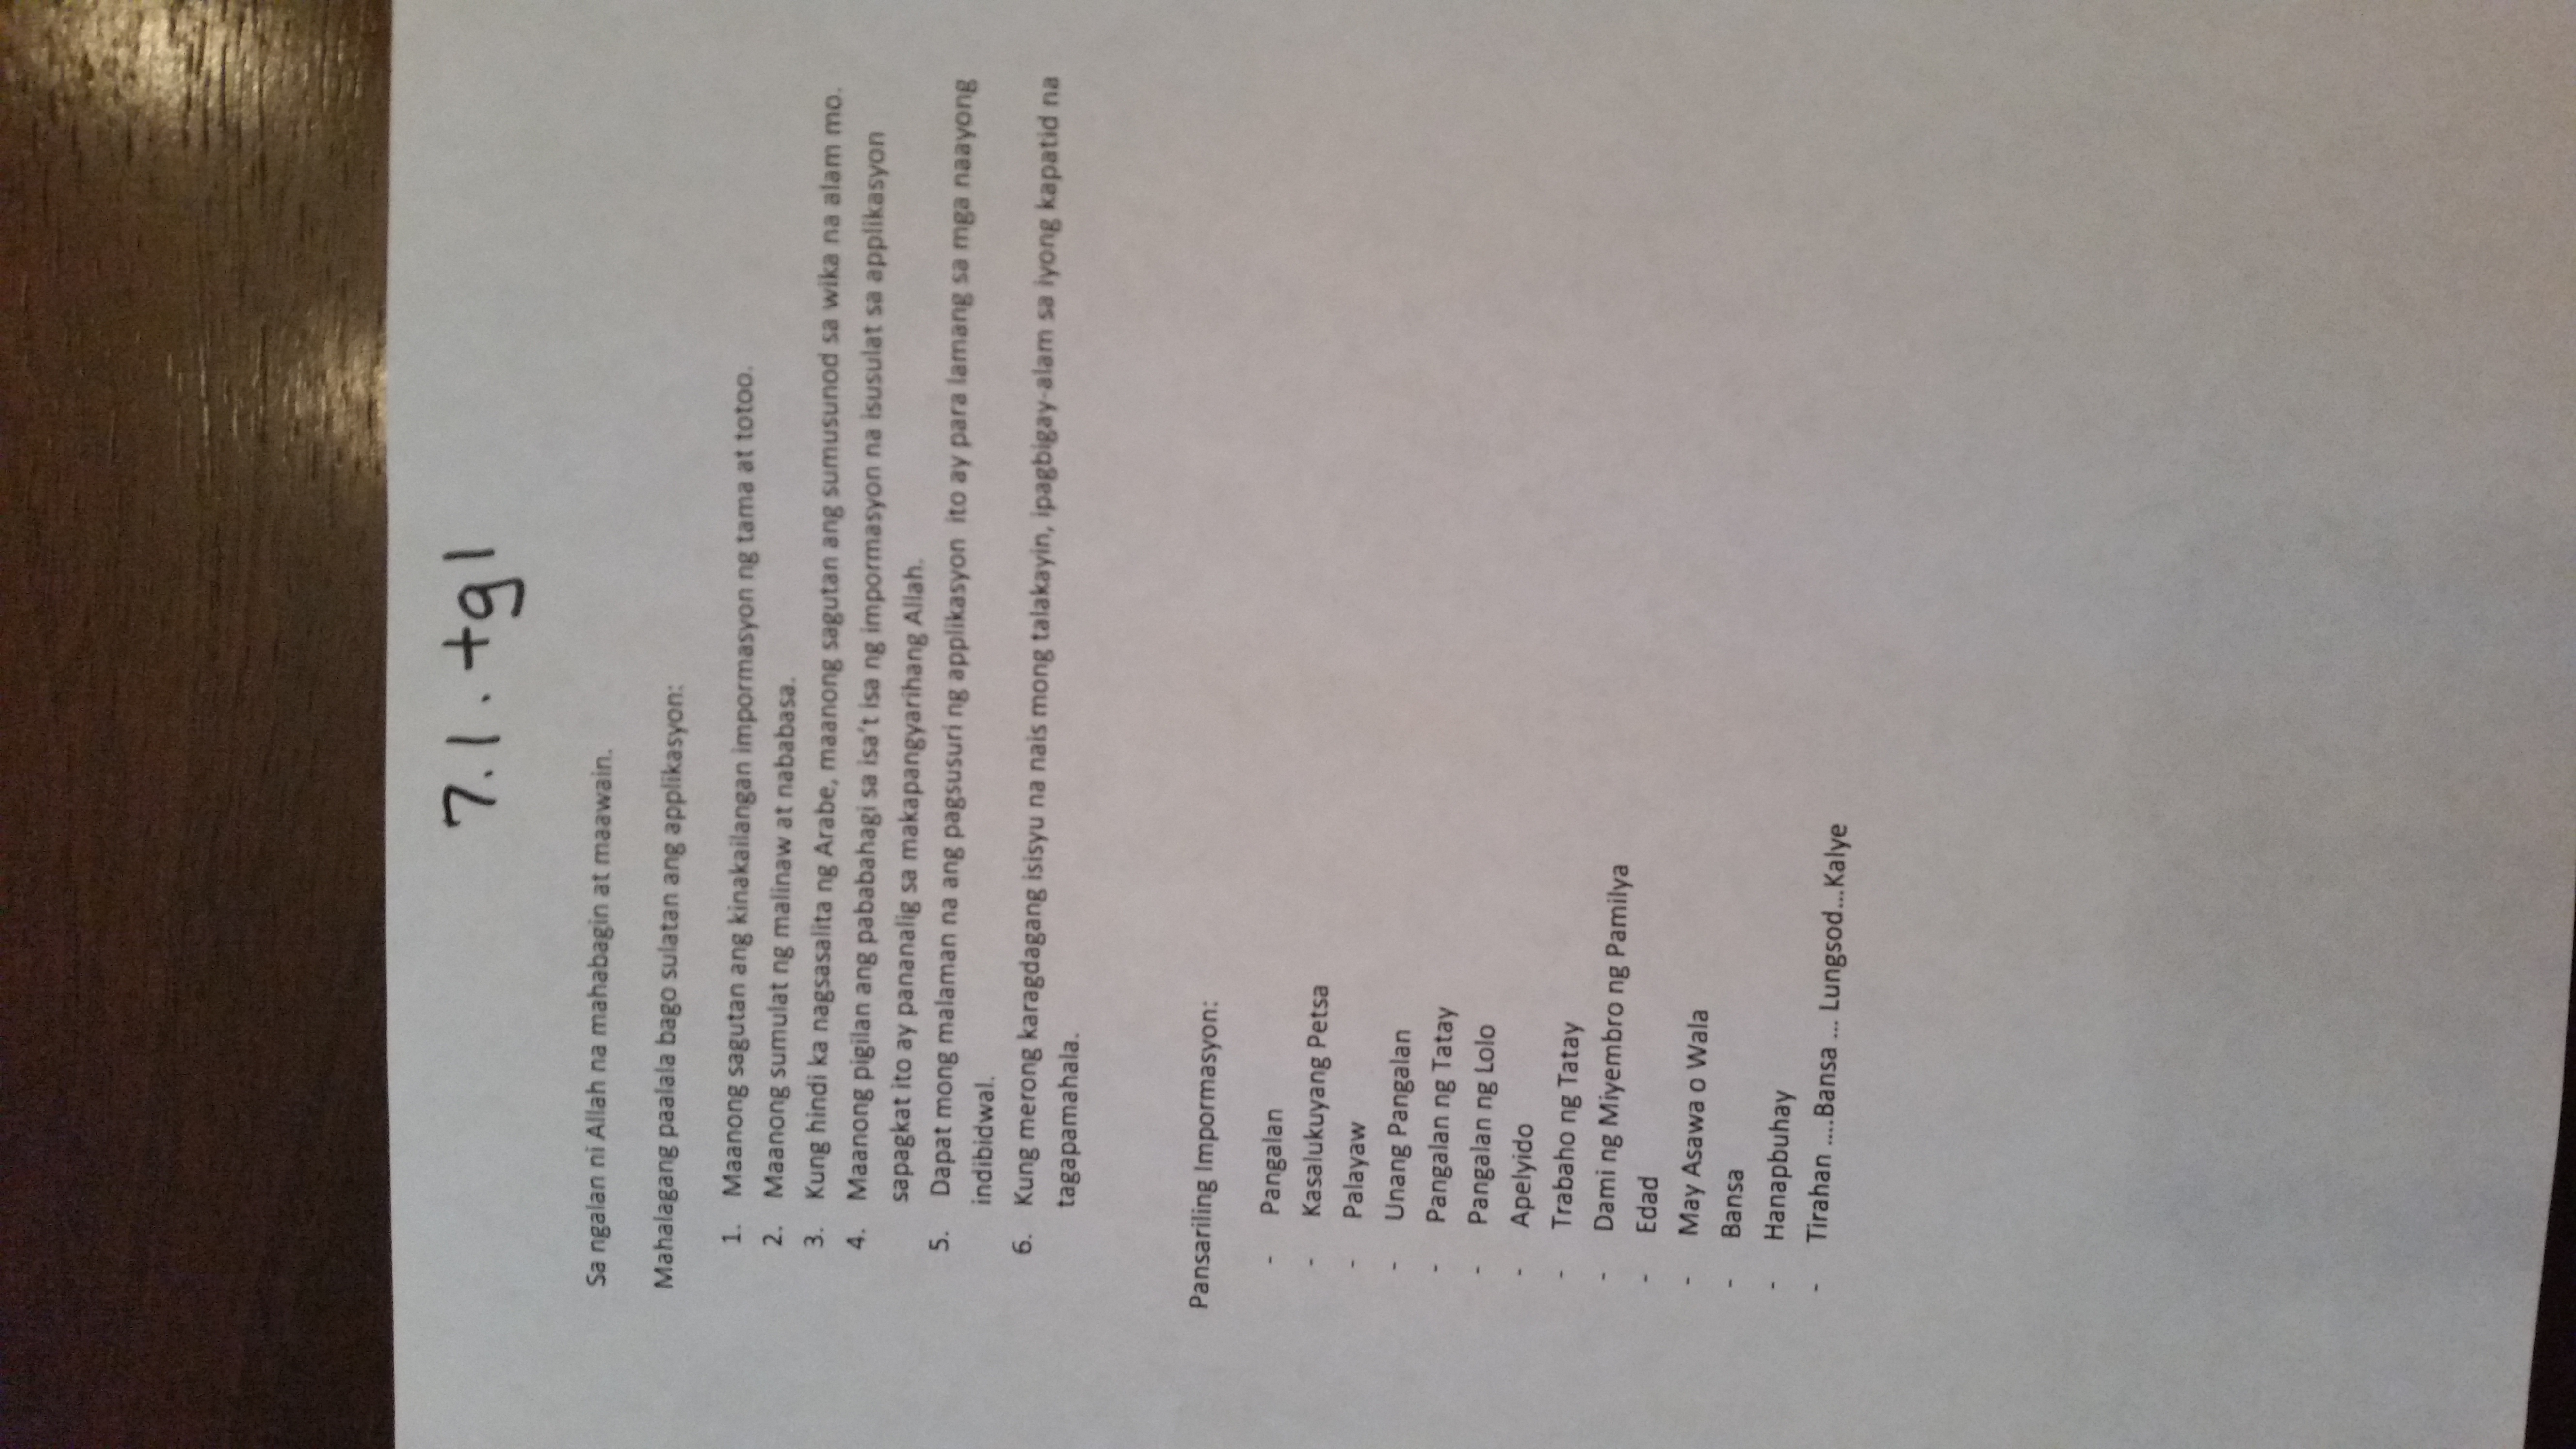 7.1.tgl
Sa ngalan ni Allah na mahabagin at maawain.
Mahalagang paalala bago sulatan ang applikasyon:
1. Maanong sagutan ang kinakailangan impormasyon ng tama at totoo.
2. Maanong sumulat ng malinaw at nababasa.
3. Kung hindi ka nagsasalita ng Arabe, maanong sagutan ang sumusunod sa wika na alam mo.
4. Maanong pigilan ang pababahagi sa isa't isa ng impormasyon na isusulat sa applikasyon
sapagkat ito ay pananalig sa makapangyarihang Allah.
5. Dapat mong malaman na ang pagsusuri ng applikasyon ito ay para lamang sa mga naayong
indibidwal.
6. Kung merong karagdagang isisyu na nais mong talakayin, ipagbigay-alam sa iyong kapatid na
tagapamahala.
Pansariling Impormasyon:
- Pangalan
- Kasalukuyang Petsa
- Palayaw
- Unang Pangalan
- Pangalan ng Tatay
- Pangalan ng Lolo
- Apelyido
- Trabaho ng Tatay
- Dami ng Miyembro ng Pamilya
- Edad
- May Asawa o Wala
- Bansa
- Hanapbuhay
- Tirahan ....Bansa ... Lungsod...Kalye